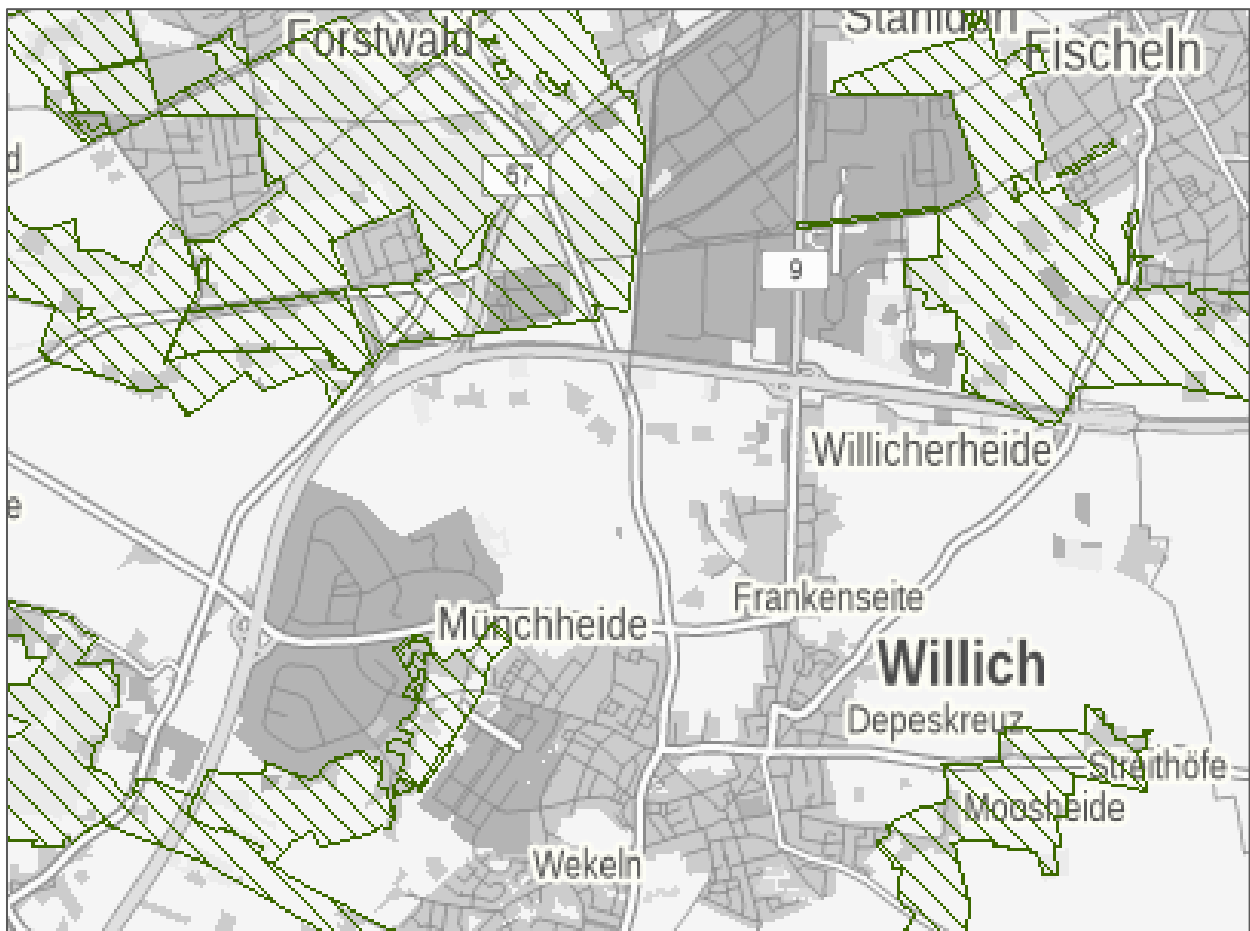 Forstwald
Fischeln
d
57
9
Willicherheide
e
Frankenseite
Münchheide
Willich
Depeskreuz
Streithöfe
Moosheide
Wekeln